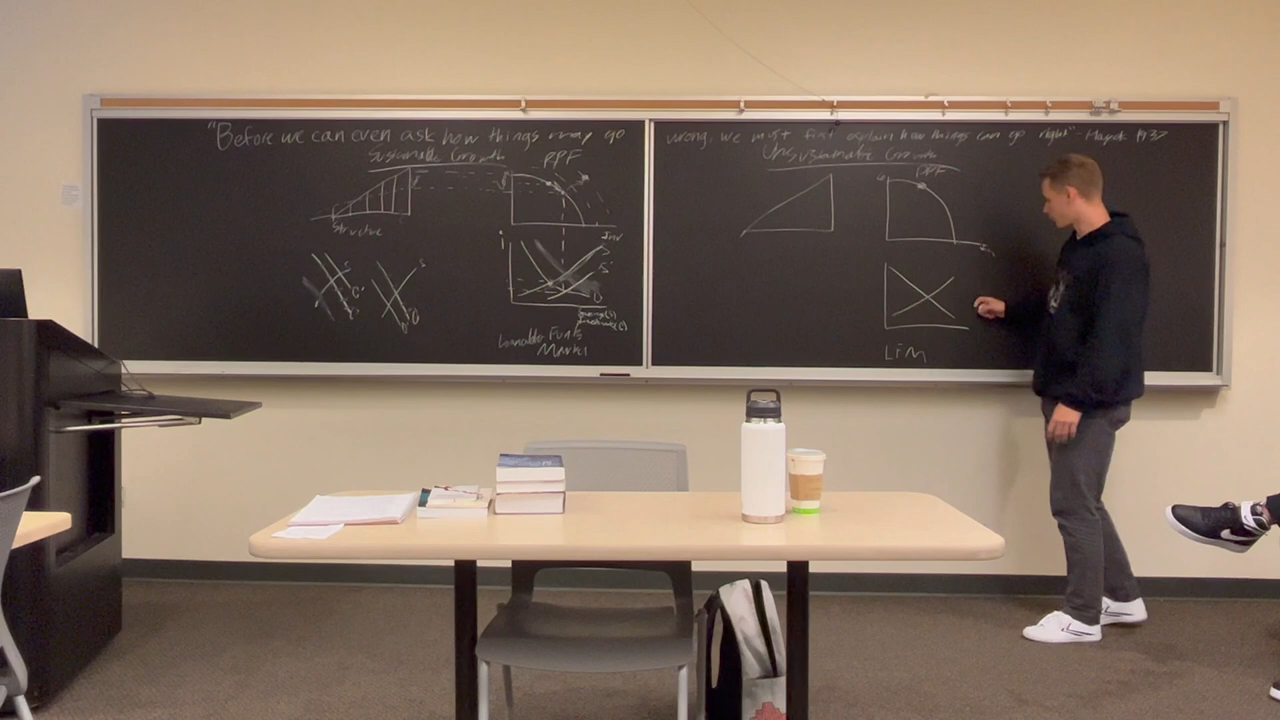 "Before we can even ask how things may go wrong, we must first explain how things can go right" - Hayek 1937
Sustainable Growth
PPF
Structure
Inv
i
S
S'
D
Loanable Funds
Market
S
D'
S
D
Unsustainable Growth
PPF
C
LFM